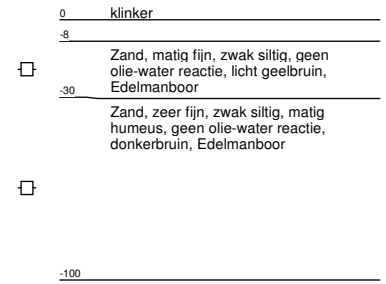 0 klinker
-8
Zand, matig fijn, zwak siltig, geen
olie-water reactie, licht geelbruin,
Edelmanboor
-30
Zand, zeer fijn, zwak siltig, matig
humeus, geen olie-water reactie,
donkerbruin, Edelmanboor
-100